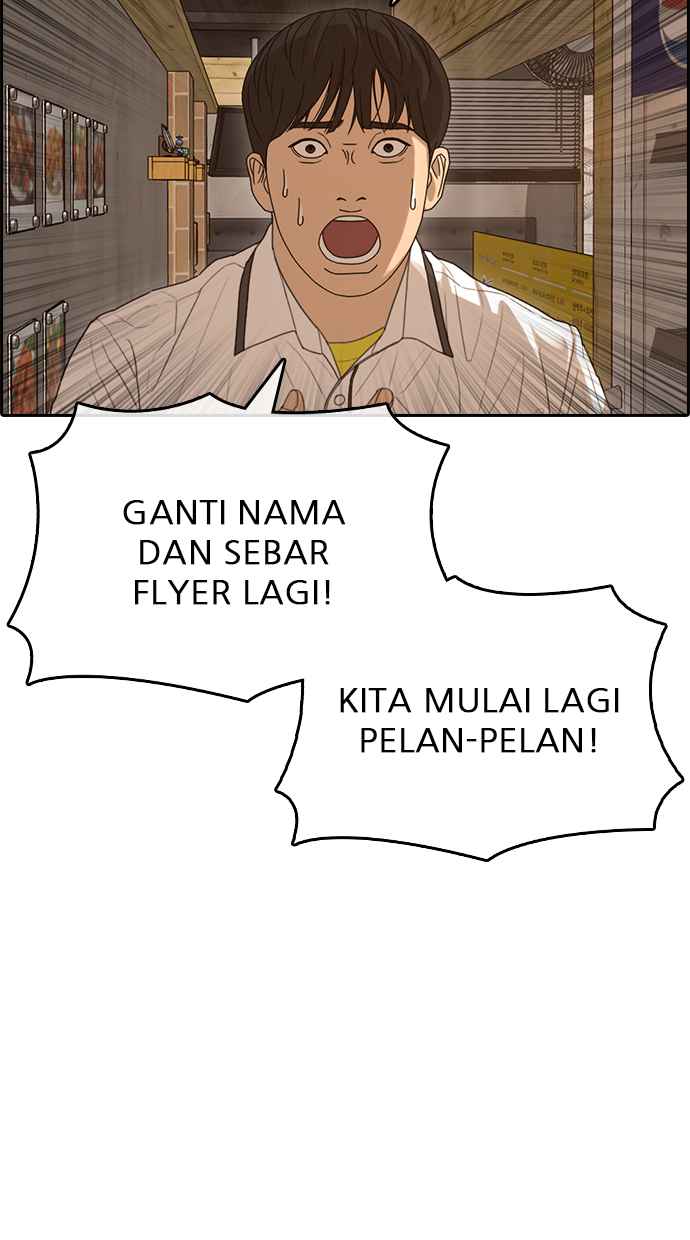 GANTI NAMA
DAN SEBAR
FLYER LAGI!
KITA MULAI LAGI
PELAN-PELAN!